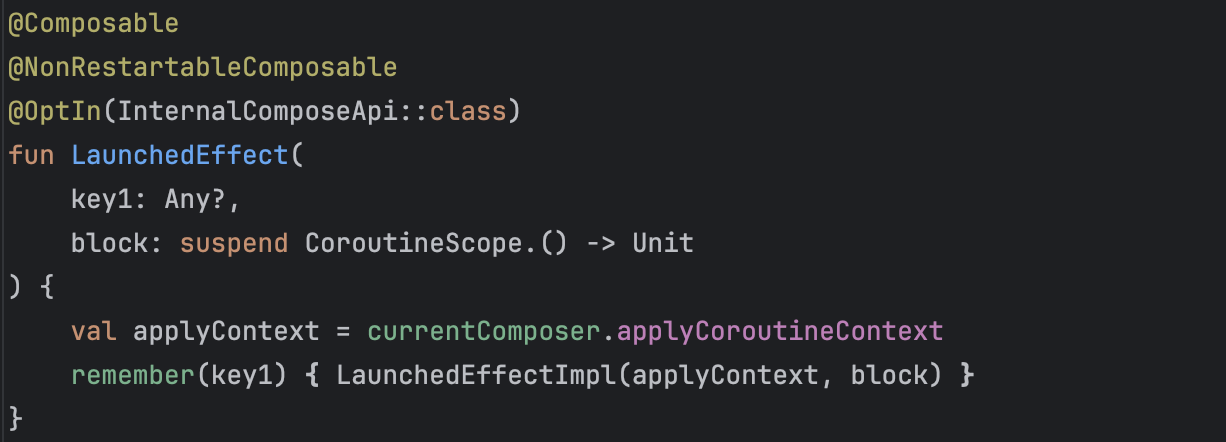 @Composable
@NonRestartableComposable
@OptIn(InternalComposeApi::class)
fun LaunchedEffect(
    key1: Any?,
    block: suspend CoroutineScope.() -> Unit
) {
    val applyContext = currentComposer.applyCoroutineContext
    remember(key1) { LaunchedEffectImpl(applyContext, block) }
}